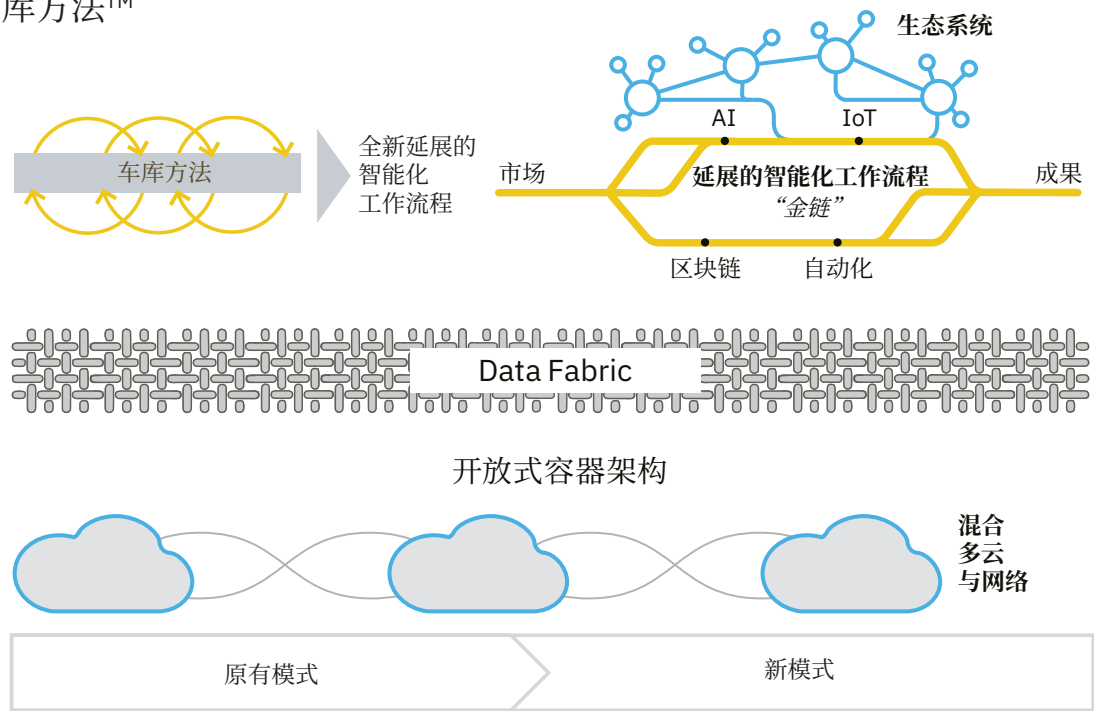 库方法™
生态系统
AI
IoT
车库方法
全新延展的
智能化
工作流程
市场
延展的智能化工作流程
“金链”
成果
区块链
自动化
Data Fabric
开放式容器架构
混合
多云
与网络
原有模式
新模式